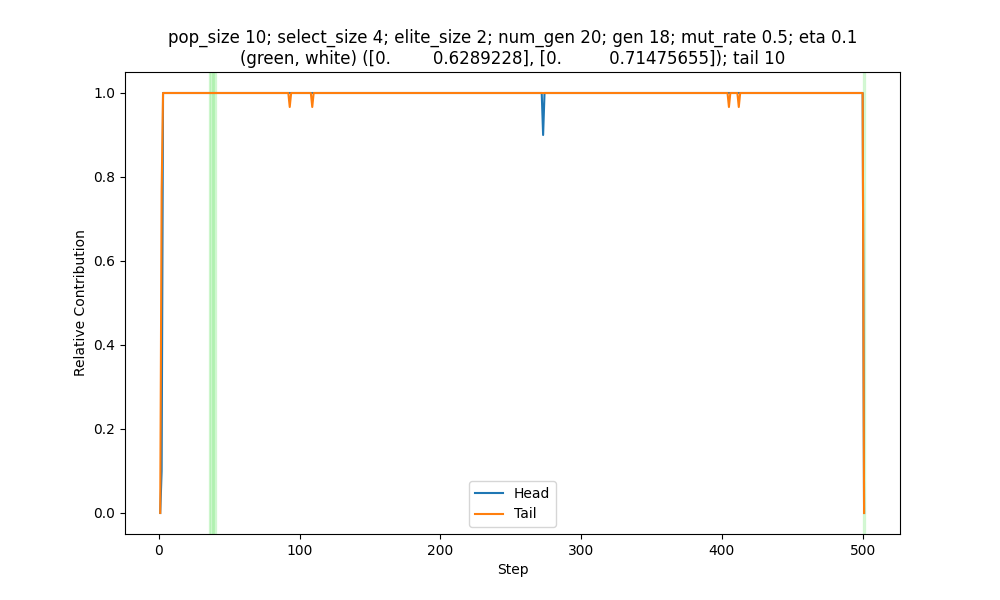 pop_size 10; select_size 4; elite_size 2; num_gen 20; gen 18; mut_rate 0.5; eta 0.1
(green, white) ([0.         0.6289228], [0.         0.71475655]); tail 10
1.0
0.8
0.6
0.4
0.2
0.0
Relative Contribution
Head
Tail
0 100 200 300 400 500
Step